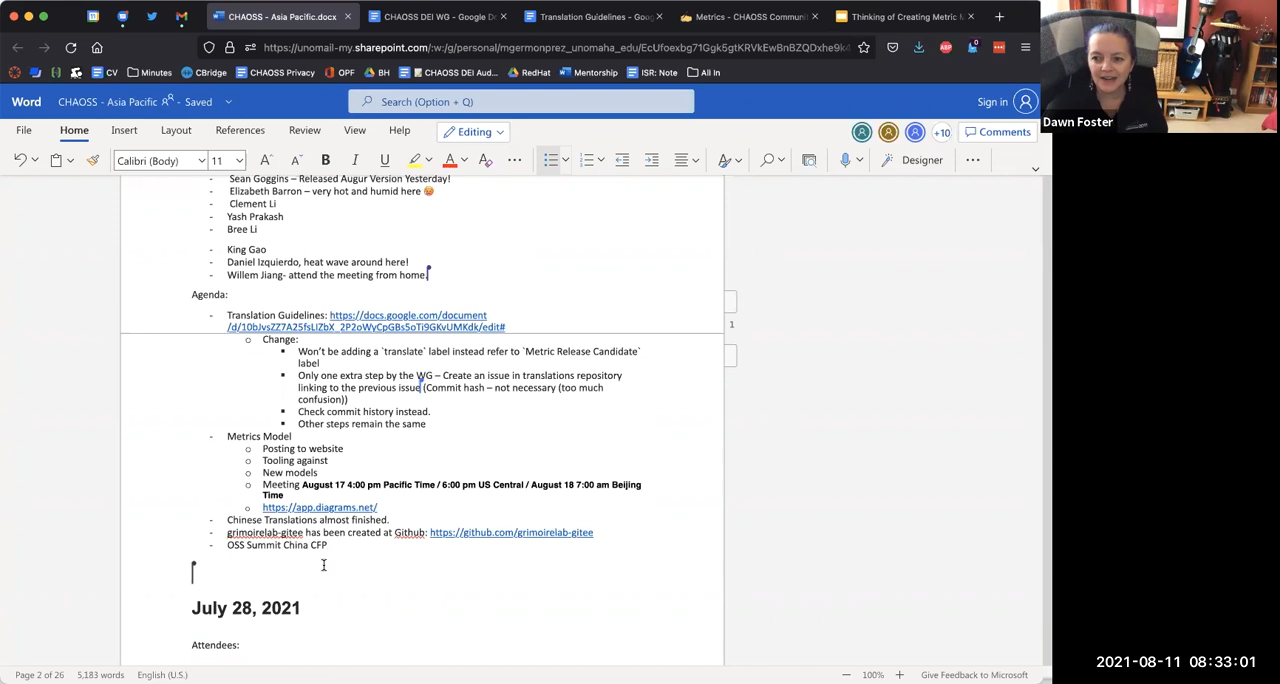 CHAOSS - Asia Pacific.docx
CHAOSS DEI WG - Google D
Translation Guidelines - Goog
Metrics - CHAOSS Communi
Thinking of Creating Metric M
https://unomail-my.sharepoint.com/:w:/g/personal/mgermonprez_unomaha_edu/
CV
Minutes
CBridge
CHAOSS Privacy
OPF
BH
CHAOSS DEI Aud...
RedHat
Mentorship
ISR: Note
All In
Word
CHAOSS - Asia Pacific
- Saved
Search (Option + Q)
Sign in
Dawn Foster
File
Home
Insert
Layout
References
Review
View
Help
Editing
+10
Comments
Calibri (Body)
11
Designer
- Sean Goggins – Released Augur Version Yesterday!
- Elizabeth Barron – very hot and humid here 🥵
- Clement Li
- Yash Prakash
- Bree Li
- King Gao
- Daniel Izquierdo, heat wave around here!
- Willem Jiang- attend the meeting from home.
Agenda:
- Translation Guidelines: https://docs.google.com/document
/d/10bJvsZZ7A25fsLIZbX_2P2oWyCpGBs5oTi9GKvUMKdk/edit#
o Change:
▪ Won't be adding a `translate` label instead refer to `Metric Release Candidate`
label
▪ Only one extra step by the WG – Create an issue in translations repository
linking to the previous issue (Commit hash – not necessary (too much
confusion))
▪ Check commit history instead.
▪ Other steps remain the same
- Metrics Model
o Posting to website
o Tooling against
o New models
o Meeting August 17 4:00 pm Pacific Time / 6:00 pm US Central / August 18 7:00 am Beijing
Time
o https://app.diagrams.net/
- Chinese Translations almost finished.
- grimoirelab-gitee has been created at Github: https://github.com/grimoirelab-gitee
- OSS Summit China CFP
1
July 28, 2021
Attendees:
2021-08-11 08:33:01
Page 2 of 26
5,183 words
English (U.S.)
100%
Give Feedback to Microsoft